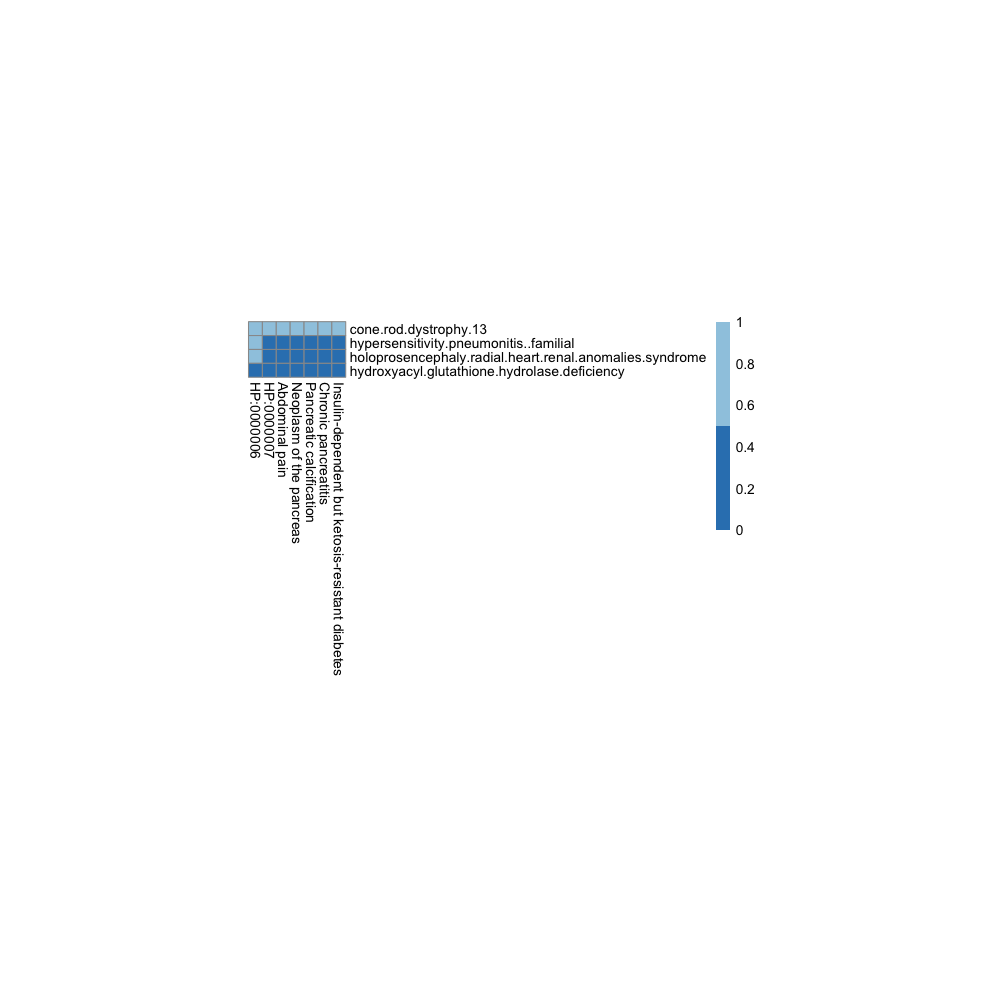 cone.rod.dystrophy.13
hypersensitivity.pneumonitis..familial
holoprosencephaly.radial.heart.renal.anomalies.syndrome
hydroxyacyl.glutathione.hydrolase.deficiency
HP:0000006
HP:0000007
Abdominal pain
Neoplasm of the pancreas
Pancreatic calcification
Chronic pancreatitis
Insulin-dependent but ketosis-resistant diabetes
1
0.8
0.6
0.4
0.2
0